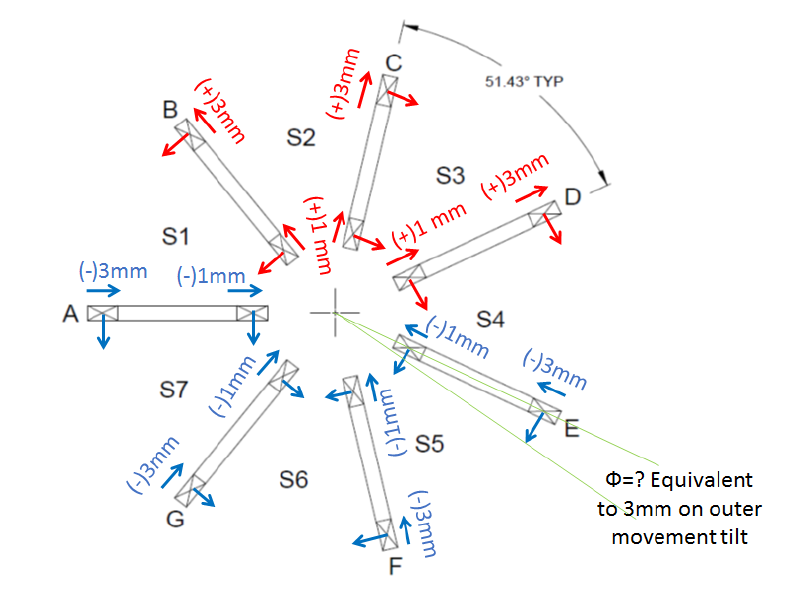 C
51.43° TYP
(+)3mm
B
(+)3mm
S2
S3
(+)3mm
D
(+)1 mm
(+)1 mm
S1
(-)3mm
(-)1mm
A
S4
(-)1mm
(-)3mm
E
S7
(-)1mm
(-)1mm
S5
(-)3mm
S6
G
(-)3mm
F
Φ=? Equivalent
to 3mm on outer
movement tilt